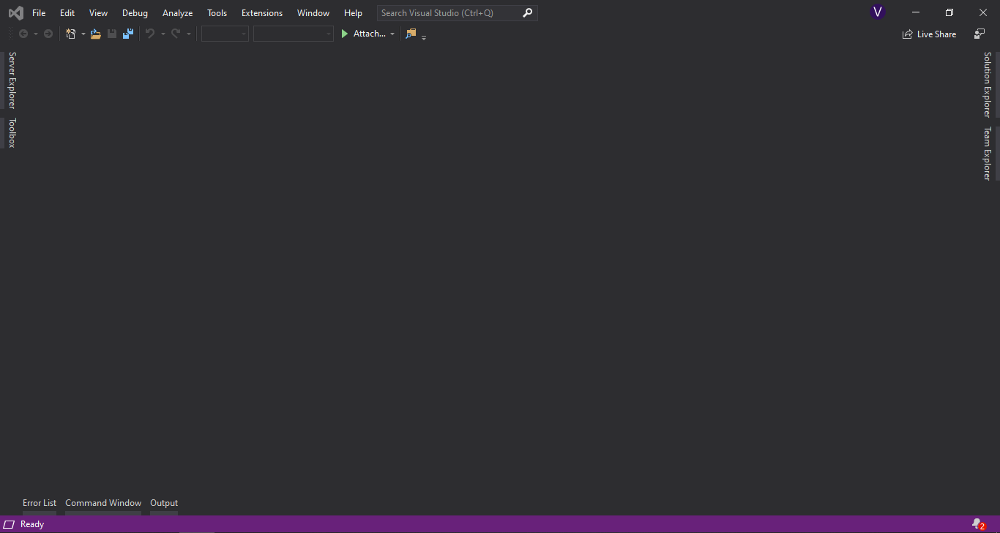 File Edit View Debug Analyze Tools Extensions Window Help Search Visual Studio (Ctrl+Q) V
Attach... Live Share
Server Explorer
Toolbox
Solution Explorer
Team Explorer
Error List Command Window Output
Ready 2